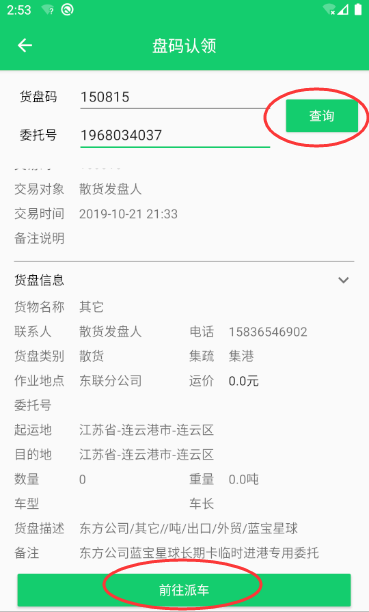 2:53
盘码认领
货盘码 150815
查询
委托号 1968034037
交易对象 散货发盘人
交易时间 2019-10-21 21:33
备注说明
货盘信息
货物名称 其它
联系人 散货发盘人 电话 15836546902
货盘类别 散货 集疏 集港
作业地点 东联分公司 运价 0.0元
委托号
起运地 江苏省-连云港市-连云区
目的地 江苏省-连云港市-连云区
数量 0 重量 0.0吨
车型 车长
货盘描述 东方公司/其它//吨/出口/外贸/蓝宝星球
备注 东方公司蓝宝星球长期卡临时进港专用委托
前往派车